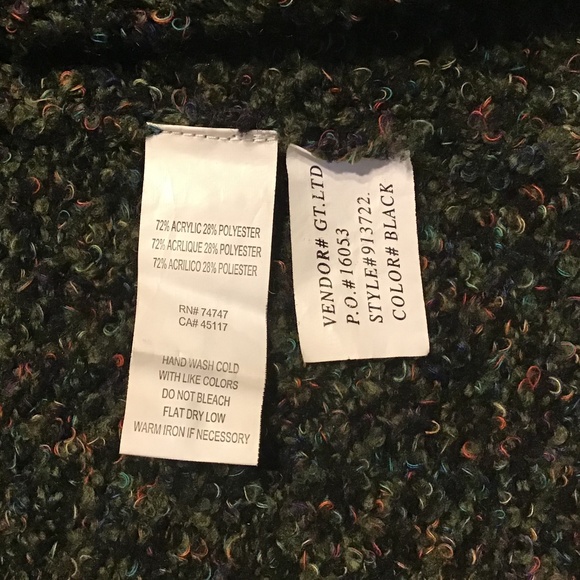 72% ACRYLIC 28% POLYESTER
72% ACRLIQUE 28% POLYESTER
72% ACRILICO 28% POLIESTER
RN# 74747
CA# 45117
HAND WASH COLD
WITH LIKE COLORS
DO NOT BLEACH
FLAT DRY LOW
WARM IRON IF NECESSARY
VENDOR# GT.LTD
P.O.#16053
STYLE#913722.
COLOR# BLACK